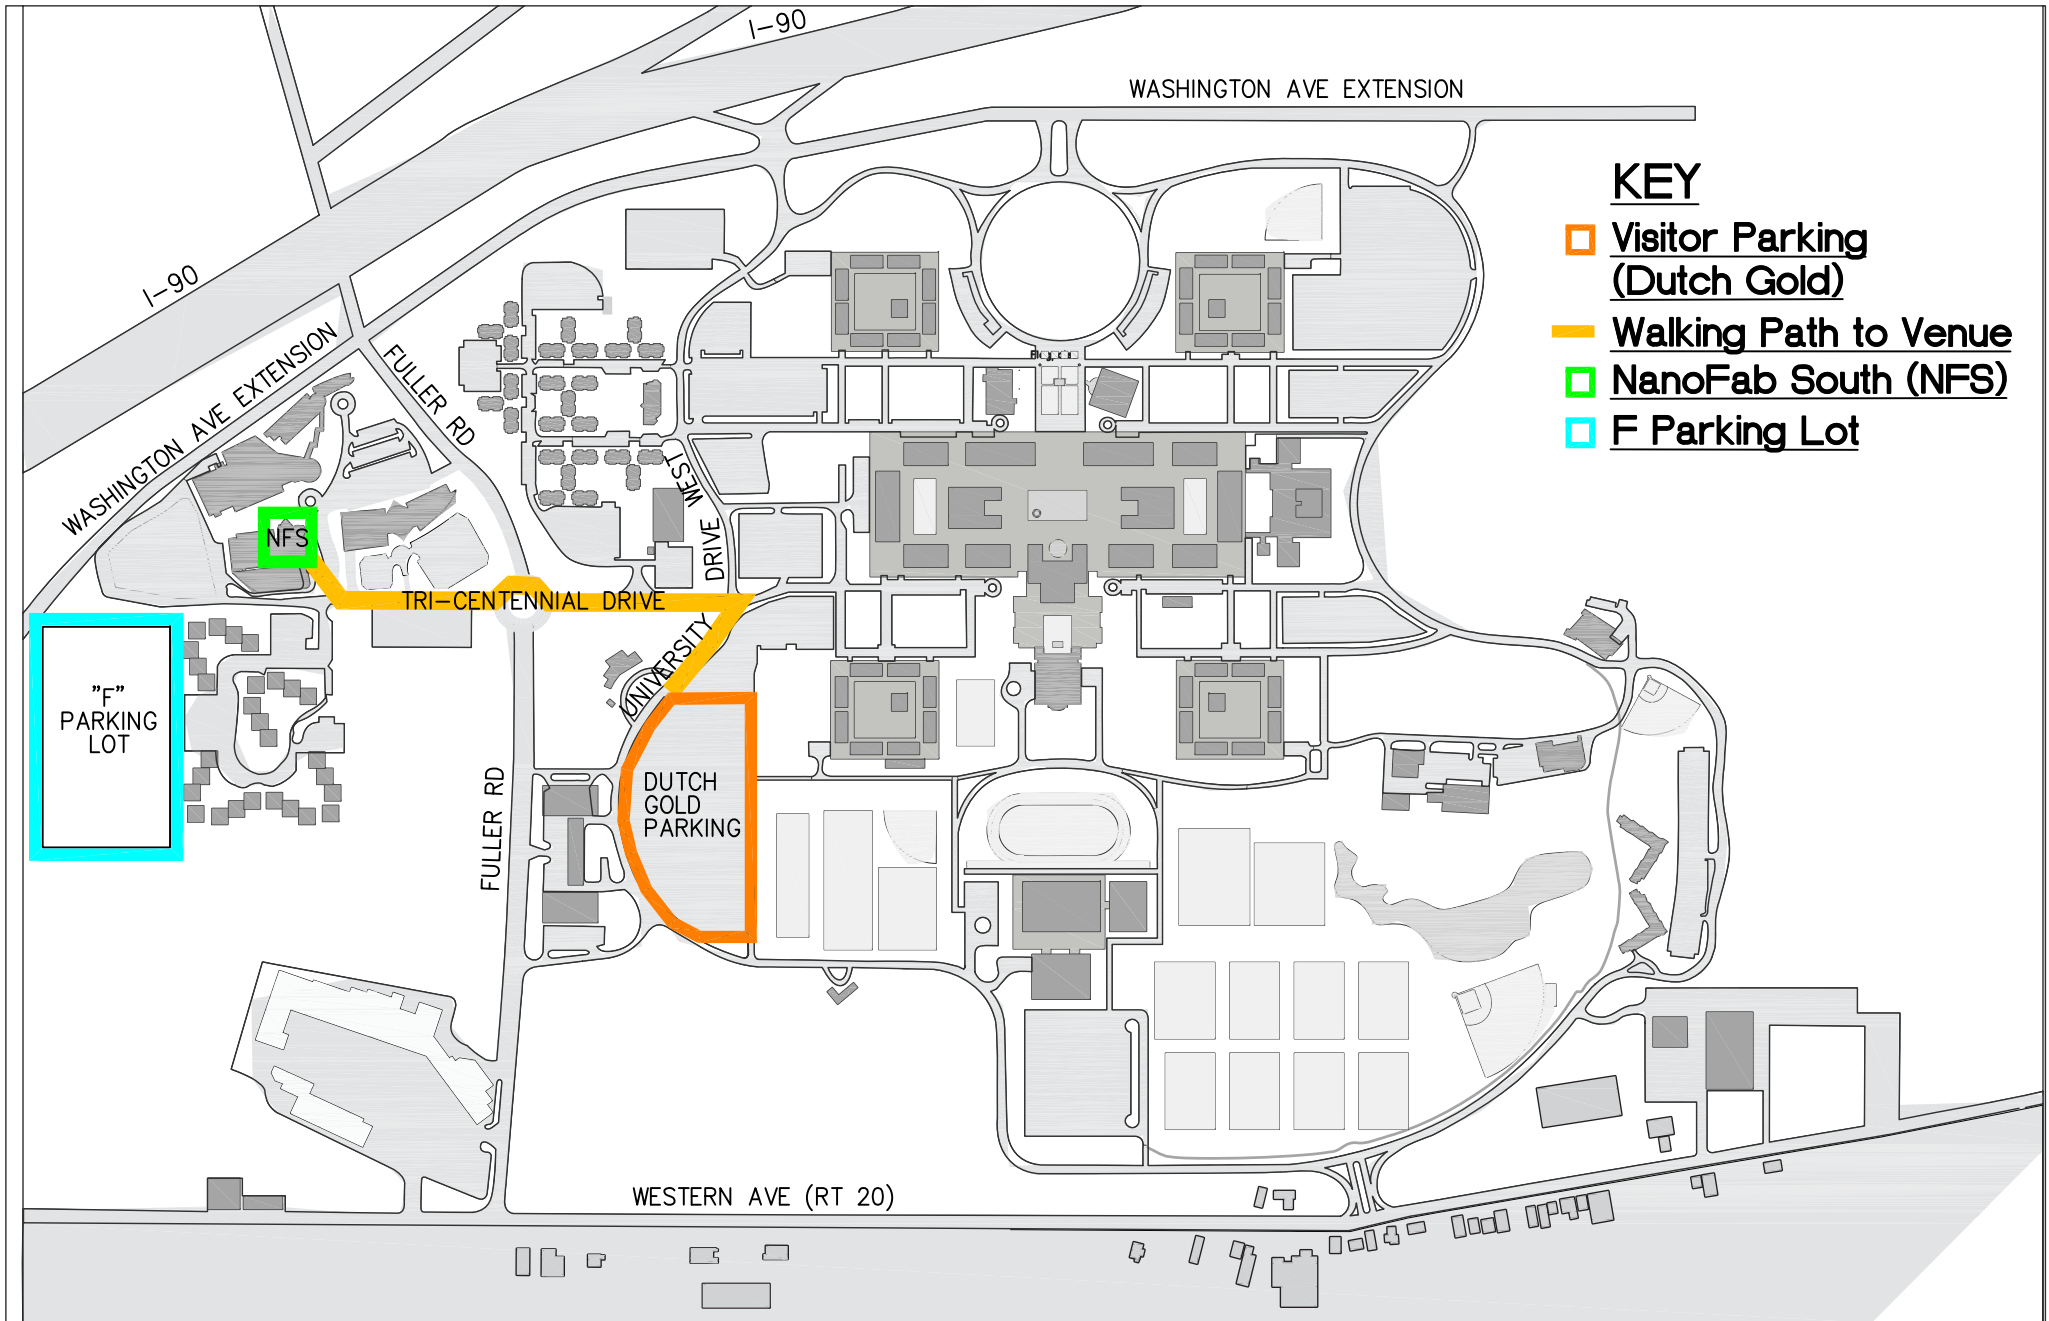 I-90
WASHINGTON AVE EXTENSION
KEY
Visitor Parking
(Dutch Gold)
Walking Path to Venue
NanoFab South (NFS)
F Parking Lot
I-90
WASHINGTON AVE EXTENSION
FULLER RD
DRIVE WEST
NFS
TRI-CENTENNIAL DRIVE
UNIVERSITY
"F"
PARKING
LOT
DUTCH
GOLD
PARKING
FULLER RD
WESTERN AVE (RT 20)